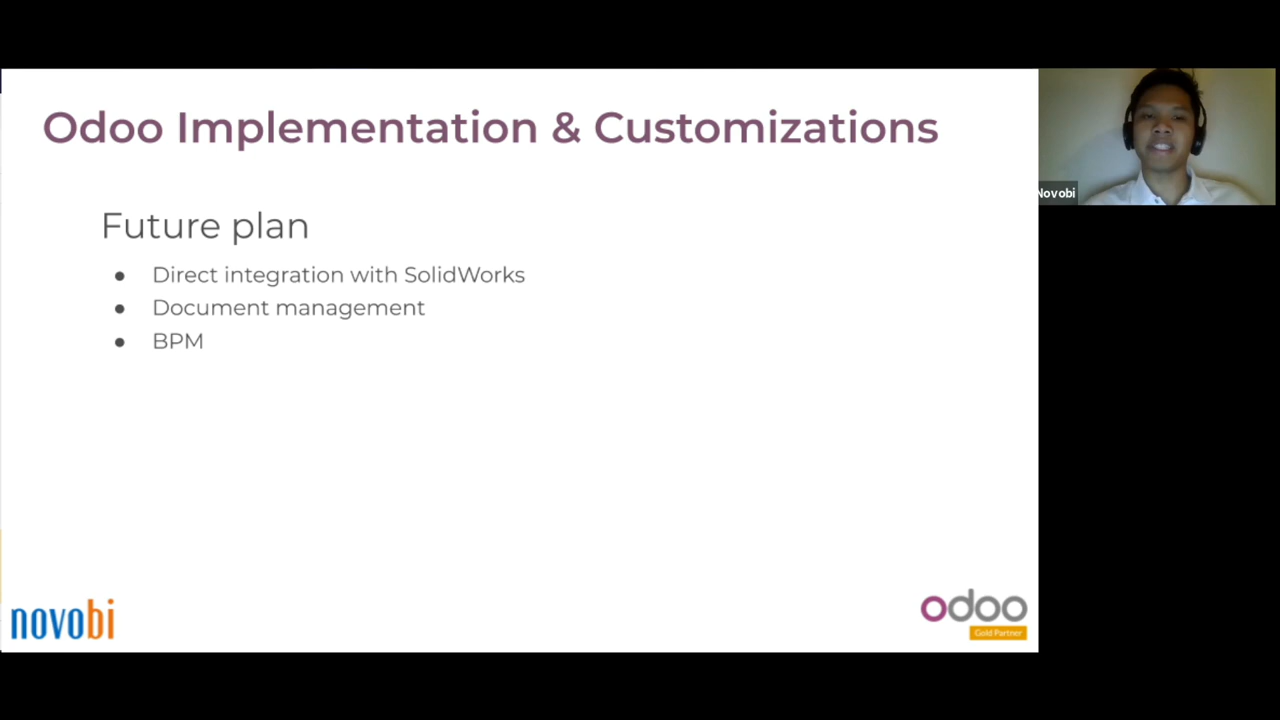 Odoo Implementation & Customizations
Future plan
● Direct integration with SolidWorks
● Document management
● BPM
Novobi
novobi
odoo
Gold Partner